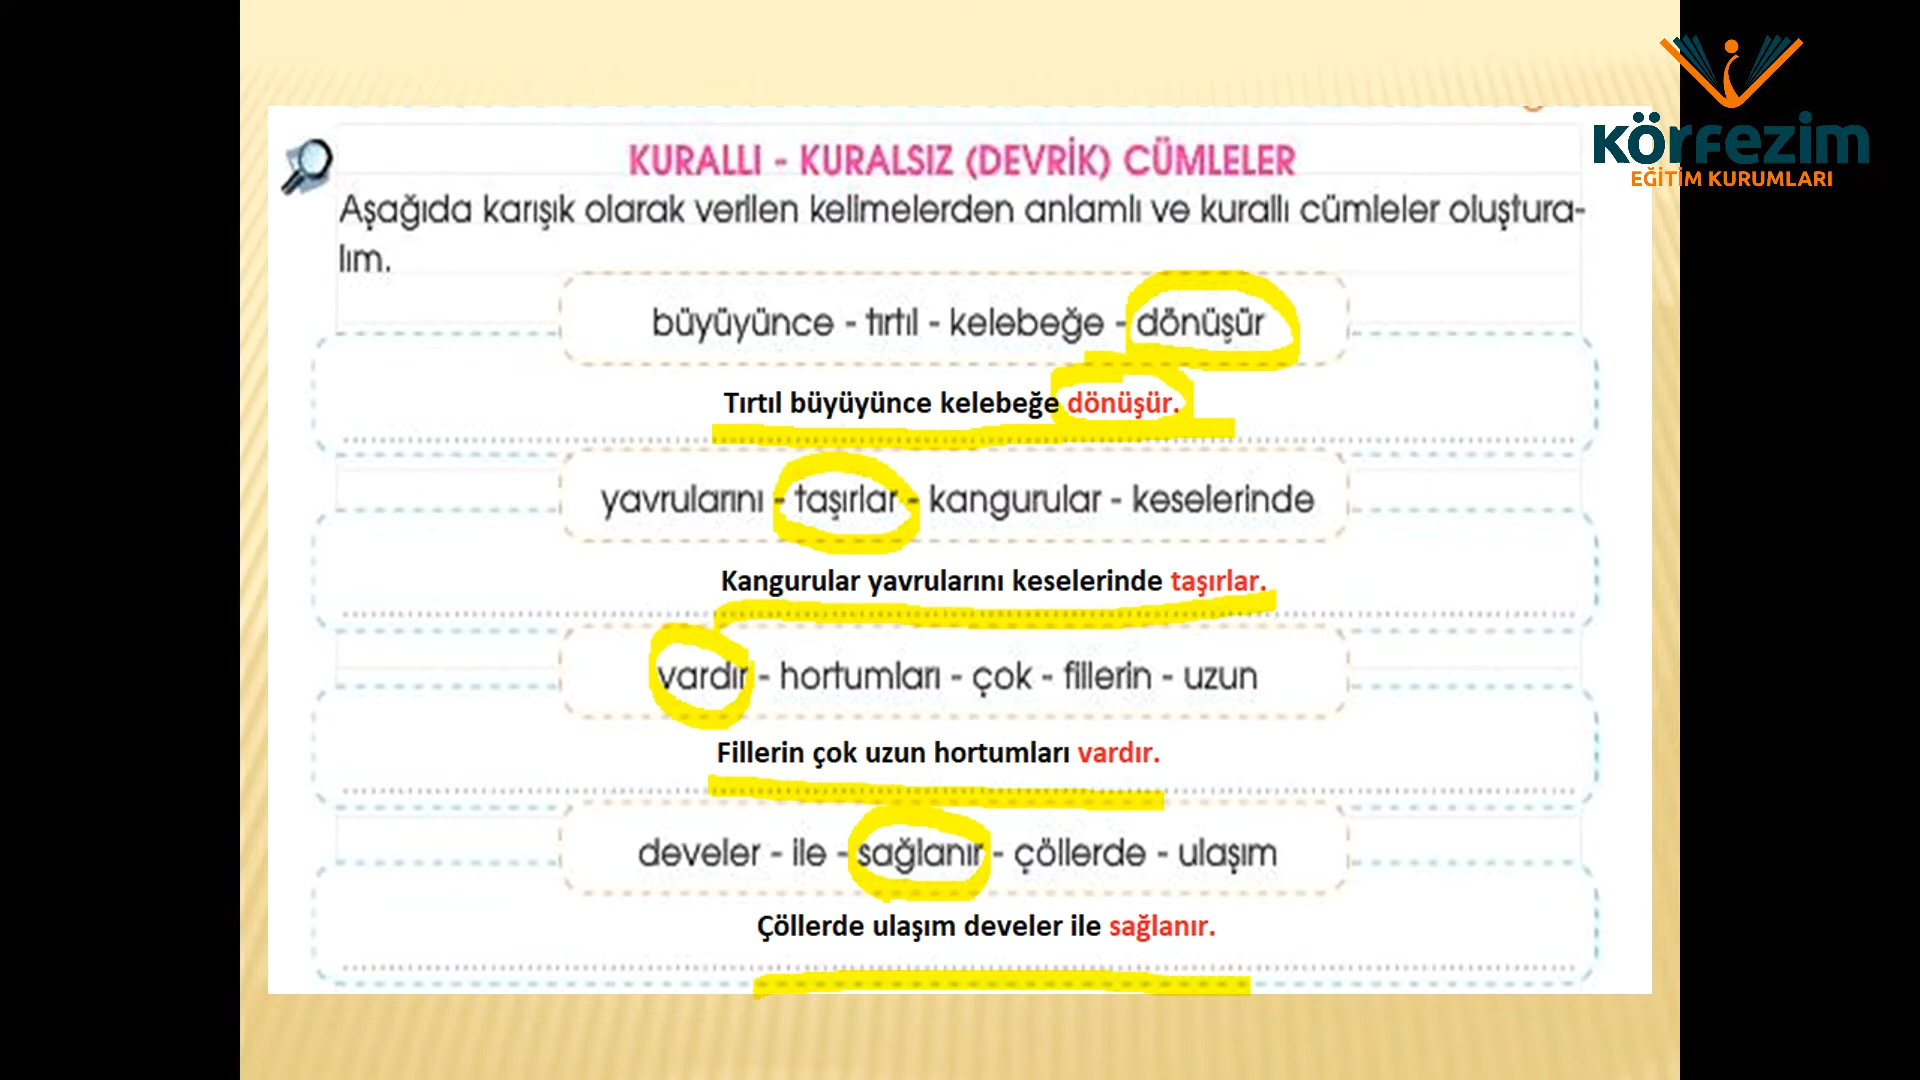 körfezim
EĞİTİM KURUMLARI
KURALLI - KURALSIZ (DEVRİK) CÜMLELER
Aşağıda karışık olarak verilen kelimelerden anlamlı ve kurallı cümleler oluştura-
lım.
büyüyünce - tırtıl - kelebeğe - dönüşür
Tırtıl büyüyünce kelebeğe dönüşür.
yavrularını - taşırlar - kangurular - keselerinde
Kangurular yavrularını keselerinde taşırlar.
vardır - hortumları - çok - fillerin - uzun
Fillerin çok uzun hortumları vardır.
develer - ile - sağlanır - çöllerde - ulaşım
Çöllerde ulaşım develer ile sağlanır.